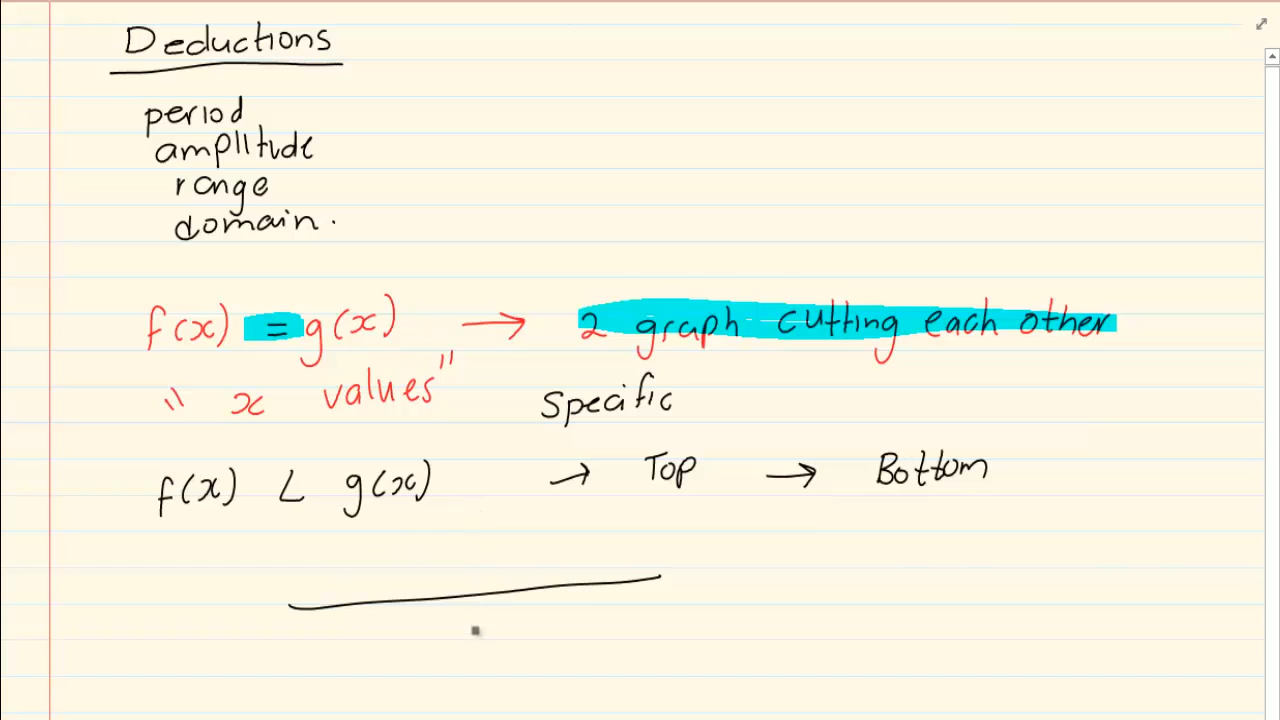 Deductions
period
amplitude
range
domain.
f(x) = g(x) → 2 graph cutting each other
" x values" specific
f(x) < g(x) → Top → Bottom